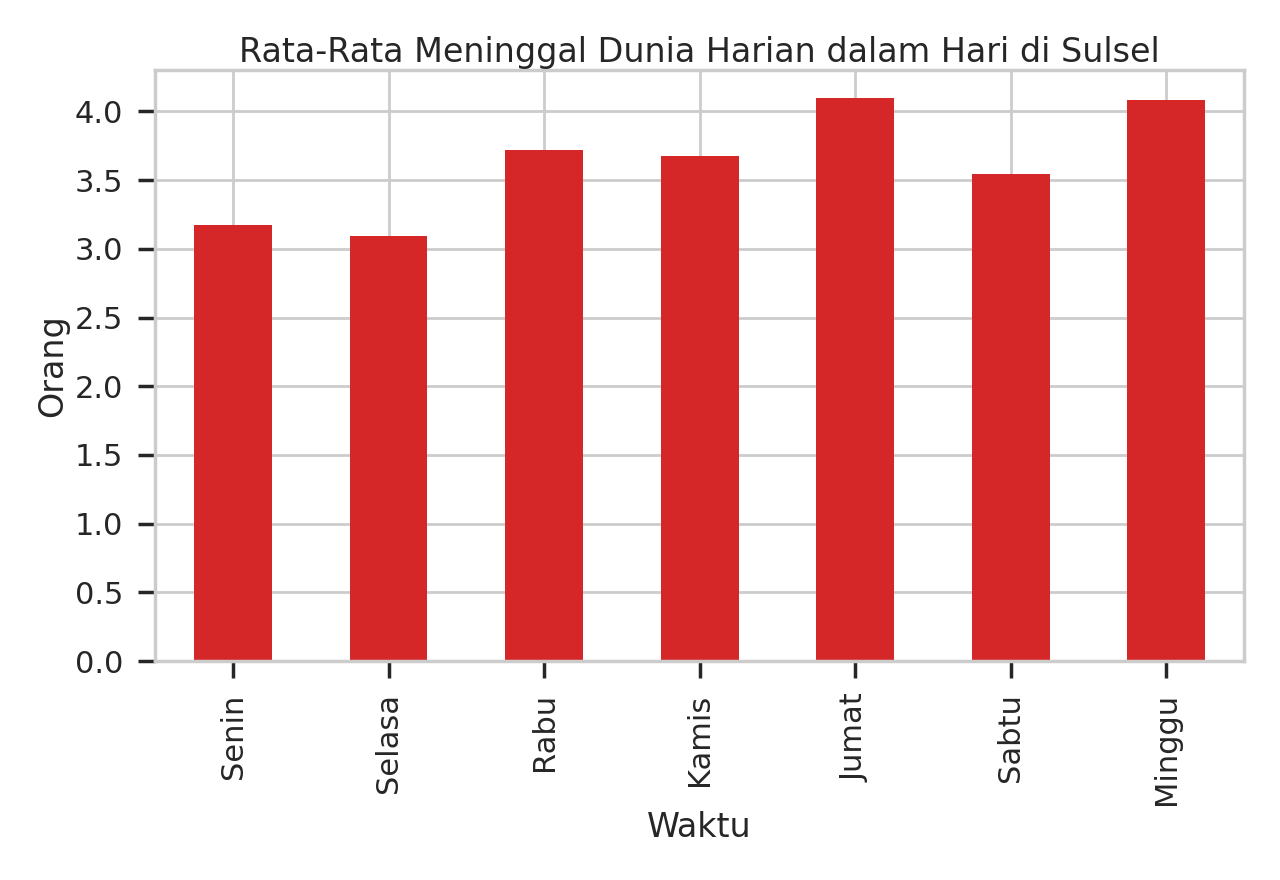 Rata-Rata Meninggal Dunia Harian dalam Hari di Sulsel
Orang
4.0
3.5
3.0
2.5
2.0
1.5
1.0
0.5
0.0
Senin
Selasa
Rabu
Kamis
Jumat
Sabtu
Minggu
Waktu